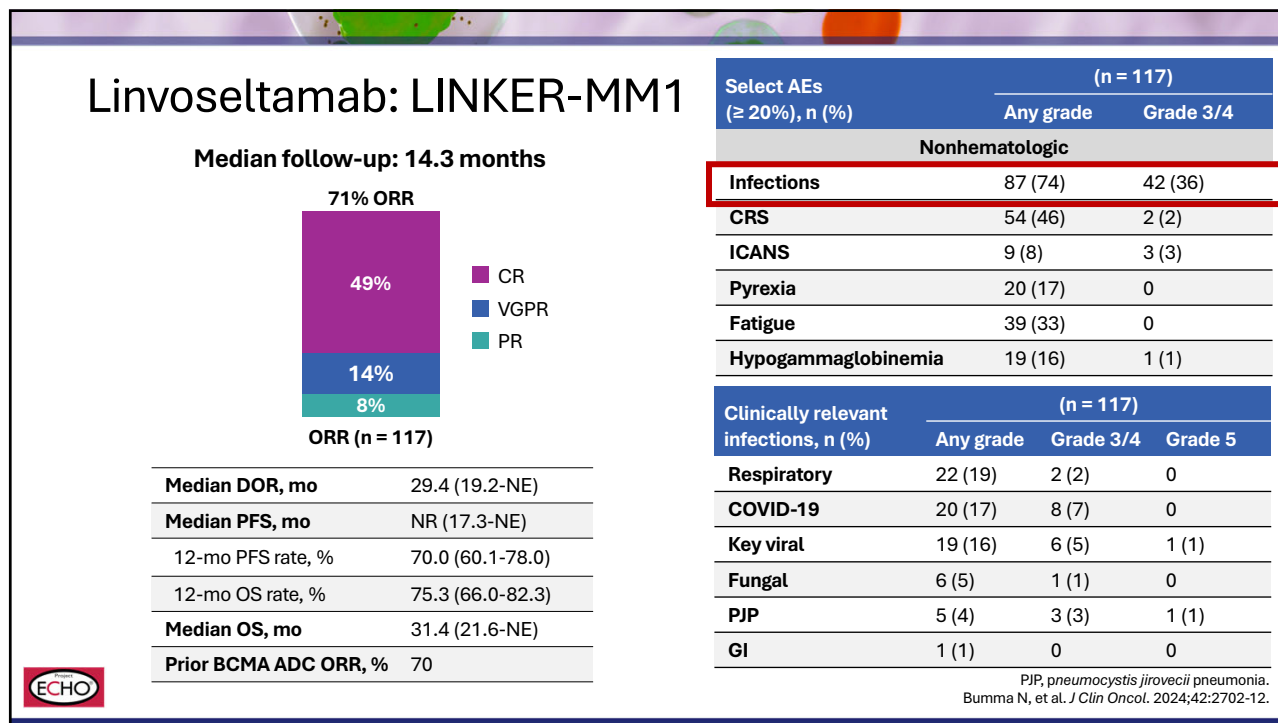 Linvoseltamab: LINKER-MM1
Median follow-up: 14.3 months
71% ORR
49%
14%
8%
CR
VGPR
PR
ORR (n = 117)
Median DOR, mo 29.4 (19.2-NE)
Median PFS, mo NR (17.3-NE)
12-mo PFS rate, % 70.0 (60.1-78.0)
12-mo OS rate, % 75.3 (66.0-82.3)
Median OS, mo 31.4 (21.6-NE)
Prior BCMA ADC ORR, % 70
Select AEs (n = 117)
(≥ 20%), n (%) Any grade Grade 3/4
Nonhematologic
Infections 87 (74) 42 (36)
CRS 54 (46) 2 (2)
ICANS 9 (8) 3 (3)
Pyrexia 20 (17) 0
Fatigue 39 (33) 0
Hypogammaglobinemia 19 (16) 1 (1)
Clinically relevant (n = 117)
infections, n (%) Any grade Grade 3/4 Grade 5
Respiratory 22 (19) 2 (2) 0
COVID-19 20 (17) 8 (7) 0
Key viral 19 (16) 6 (5) 1 (1)
Fungal 6 (5) 1 (1) 0
PJP 5 (4) 3 (3) 1 (1)
GI 1 (1) 0 0
PJP, pneumocystis jirovecii pneumonia.
Bumma N, et al. J Clin Oncol. 2024;42:2702-12.
Project
ECHO